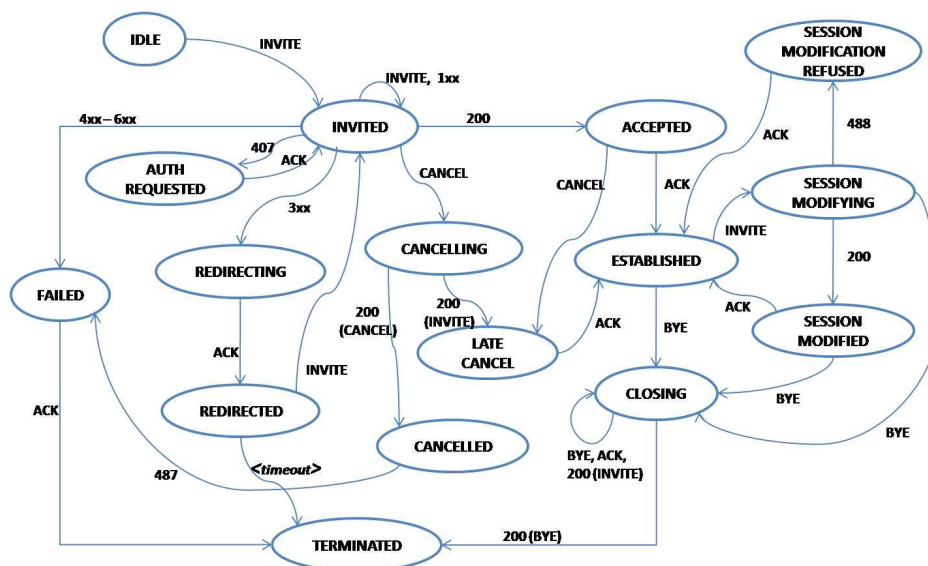 IDLE
INVITE
SESSION
MODIFICATION
REFUSED
INVITE, 1xx
4xx–6xx
INVITED
200
ACCEPTED
488
407
ACK
ACK
AUTH
REQUESTED
CANCEL
CANCEL
ACK
SESSION
MODIFYING
3xx
INVITE
CANCELLING
ESTABLISHED
200
REDIRECTING
FAILED
200
(CANCEL)
200
(INVITE)
ACK
ACK
SESSION
MODIFIED
BYE
LATE
CANCEL
ACK
INVITE
CLOSING
BYE
ACK
REDIRECTED
CANCELLED
BYE
BYE, ACK,
200 (INVITE)
<timeout>
487
TERMINATED
200 (BYE)